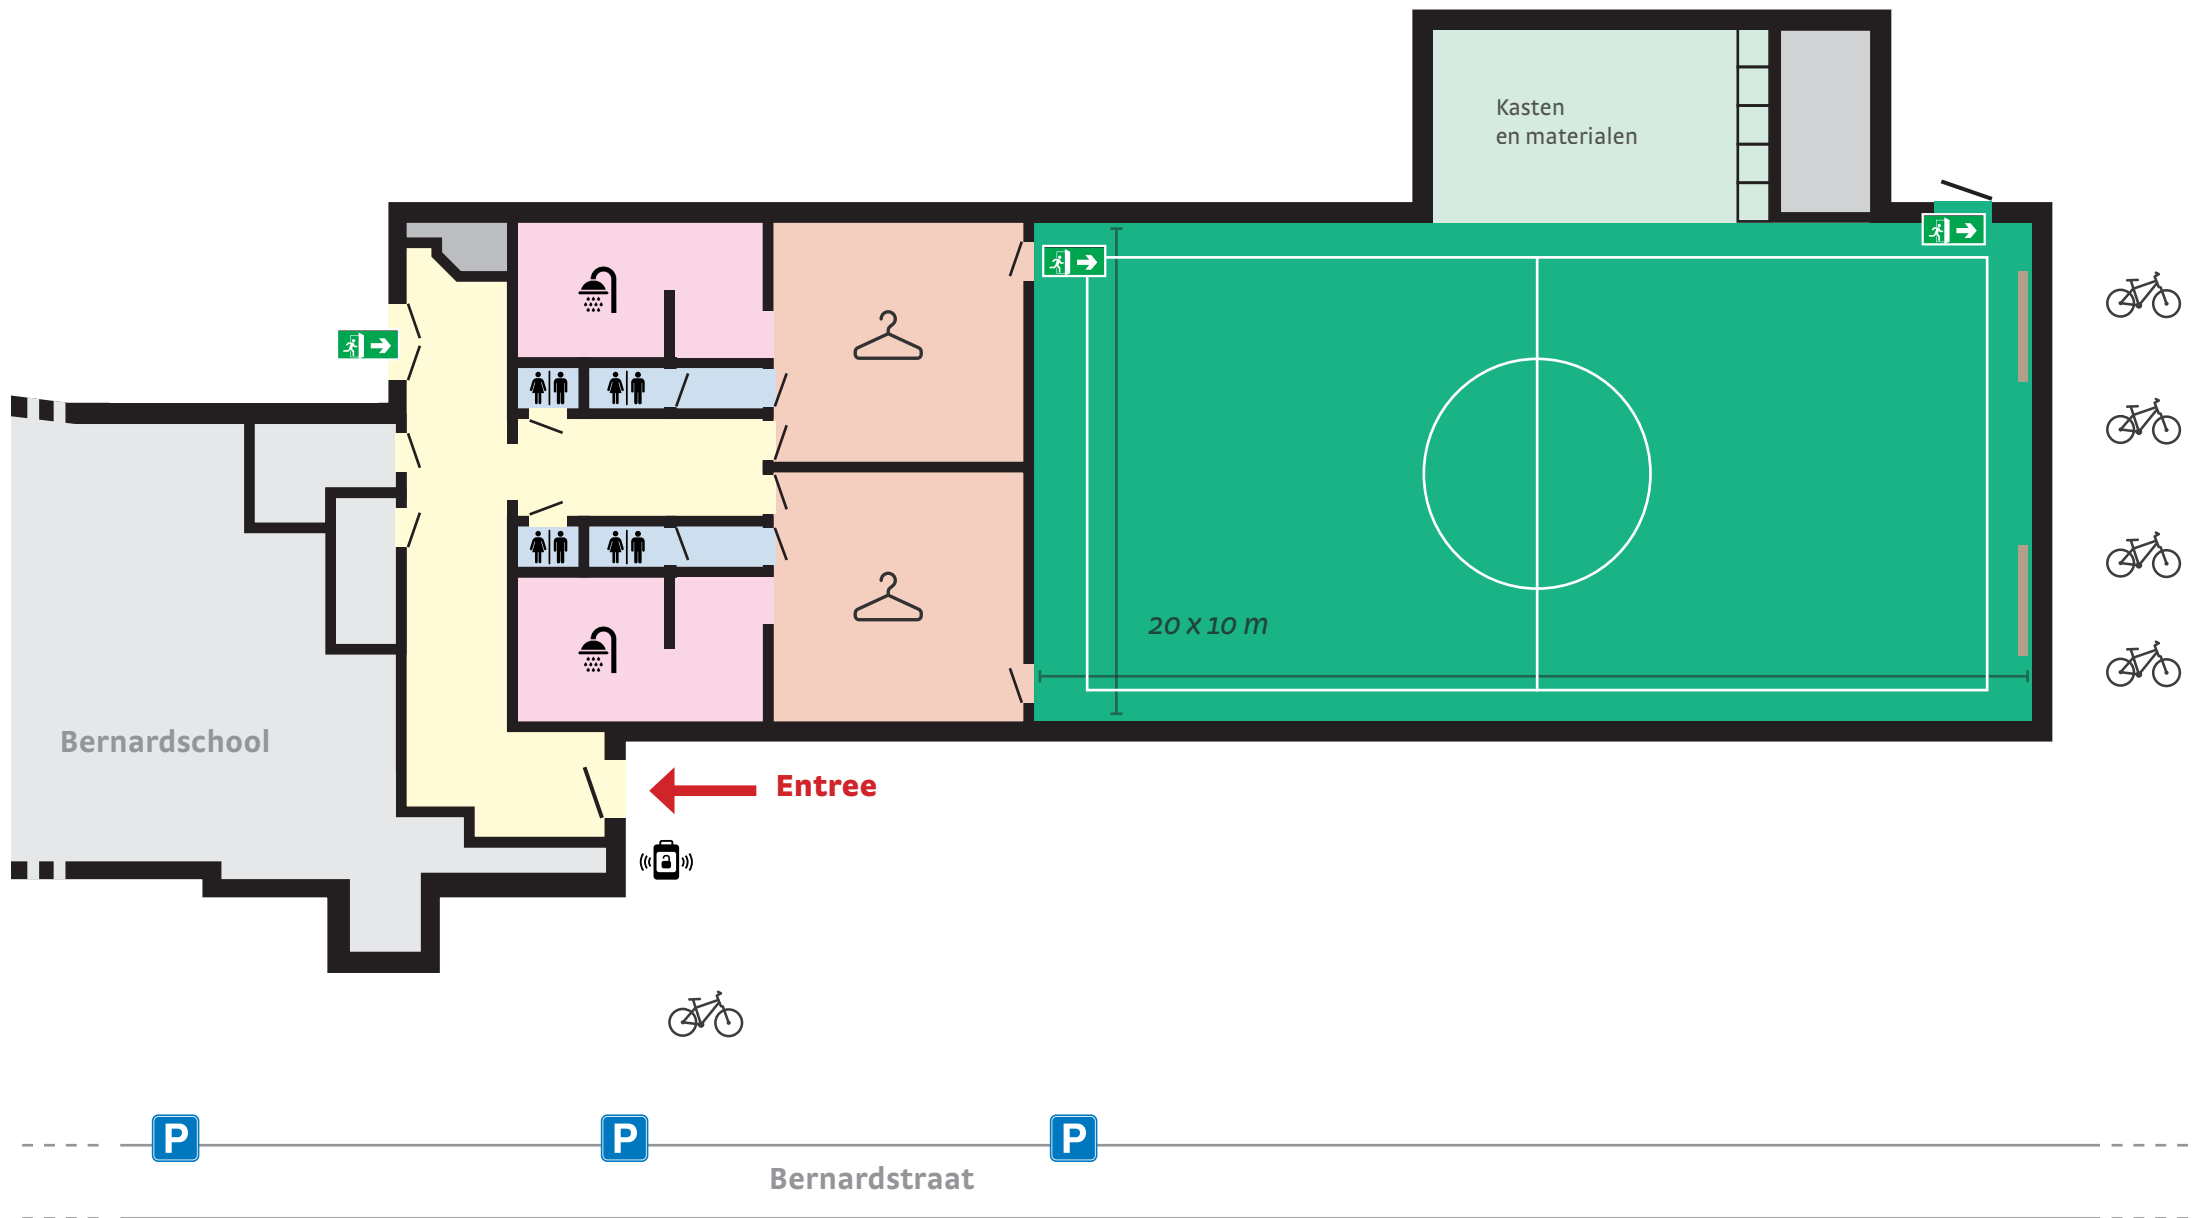 Kasten
en materialen
20 x 10 m
Bernardschool
Entree
P
P
P
Bernardstraat